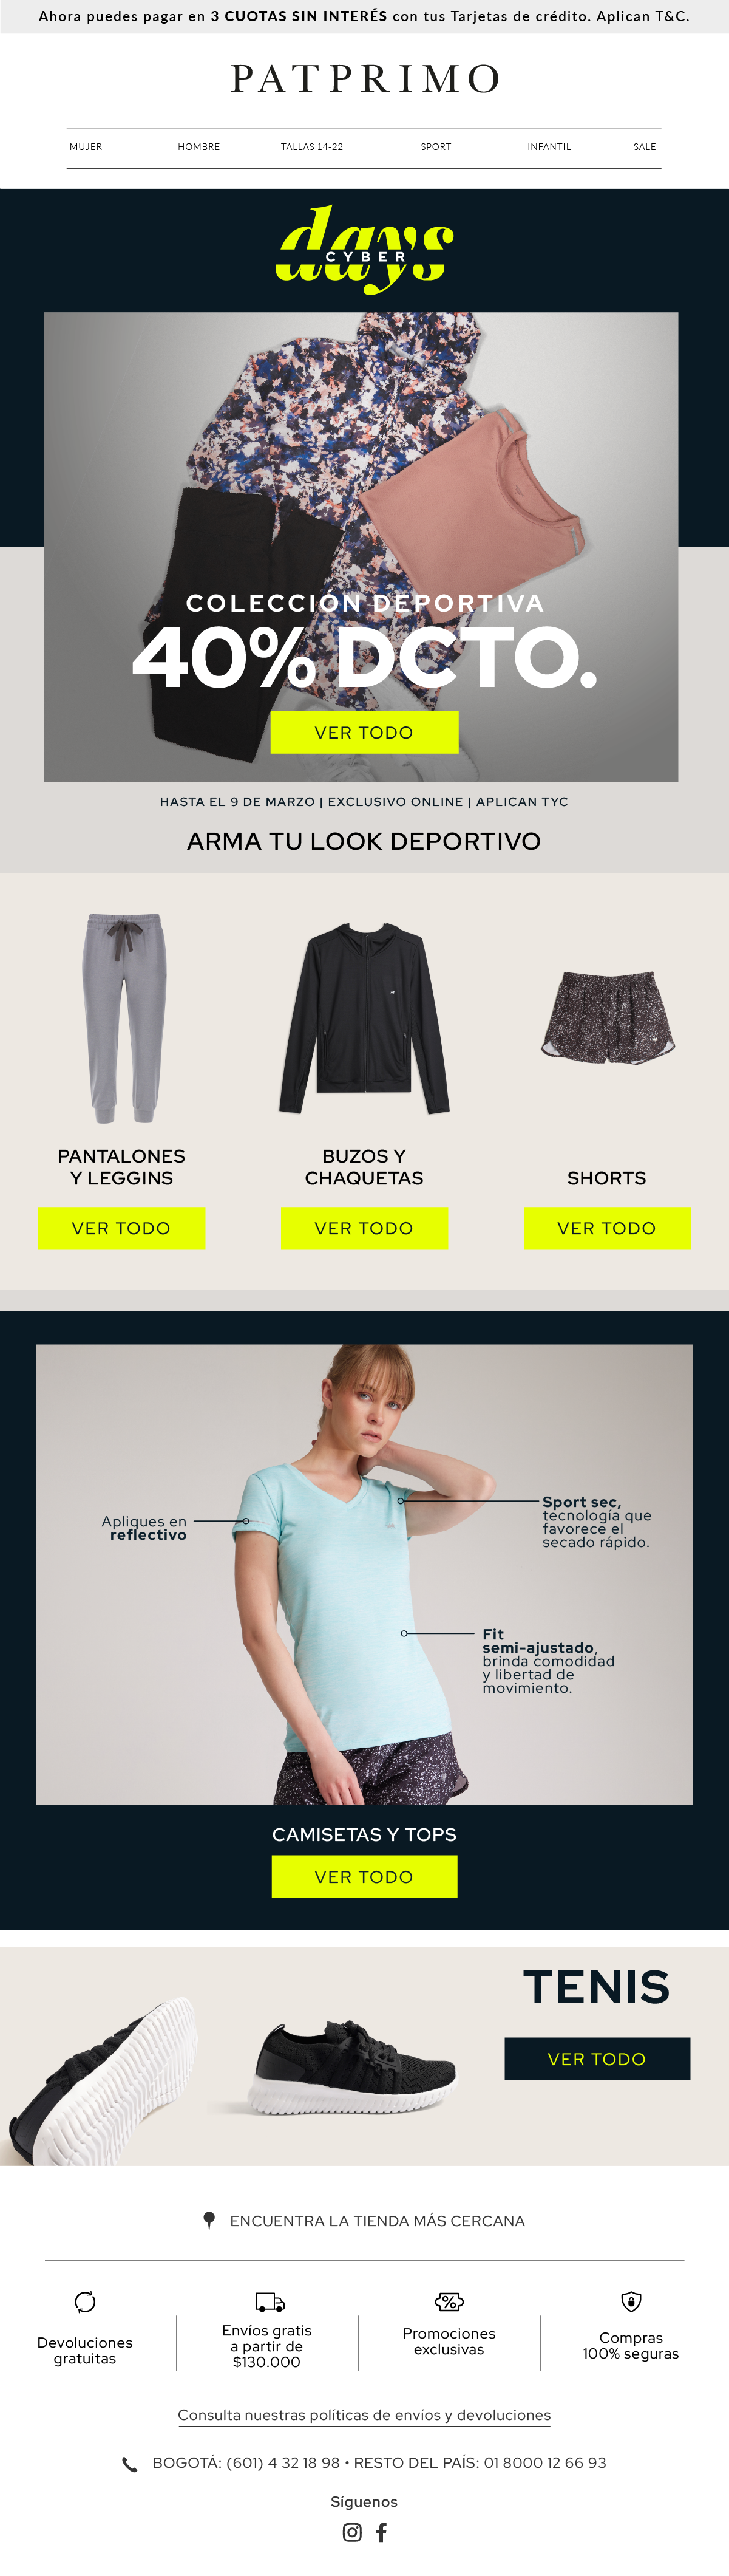 Ahora puedes pagar en 3 CUOTAS SIN INTERÉS con tus Tarjetas de crédito. Aplican T&C.
PATPRIMO
MUJER HOMBRE TALLAS 14-22 SPORT INFANTIL SALE
days
CYBER
COLECCIÓN DEPORTIVA
40% DCTO.
VER TODO
HASTA EL 9 DE MARZO | EXCLUSIVO ONLINE | APLICAN TYC
ARMA TU LOOK DEPORTIVO
PANTALONES
Y LEGGINS
VER TODO
BUZOS Y
CHAQUETAS
VER TODO
SHORTS
VER TODO
Apliques en
reflectivo
Sport sec,
tecnología que
favorece el
secado rápido.
Fit
semi-ajustado,
brinda comodidad
y libertad de
movimiento.
CAMISETAS Y TOPS
VER TODO
TENIS
VER TODO
ENCUENTRA LA TIENDA MÁS CERCANA
Devoluciones
gratuitas
Envíos gratis
a partir de
$130.000
Promociones
exclusivas
Compras
100% seguras
Consulta nuestras políticas de envíos y devoluciones
BOGOTÁ: (601) 4 32 18 98 • RESTO DEL PAÍS: 01 8000 12 66 93
Síguenos